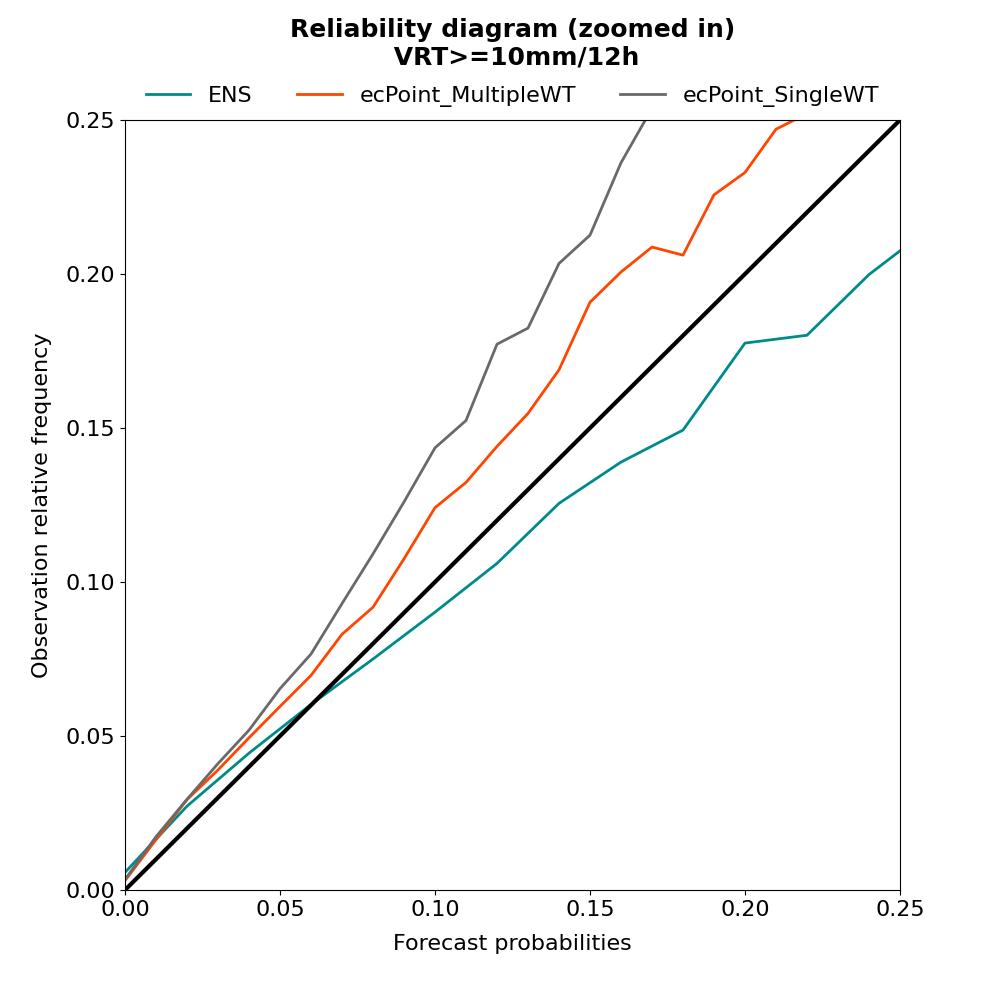 Reliability diagram (zoomed in)
VRT>=10mm/12h
ENS ecPoint_MultipleWT ecPoint_SingleWT
0.25
0.20
0.15
0.10
0.05
0.00
Observation relative frequency
0.00 0.05 0.10 0.15 0.20 0.25
Forecast probabilities